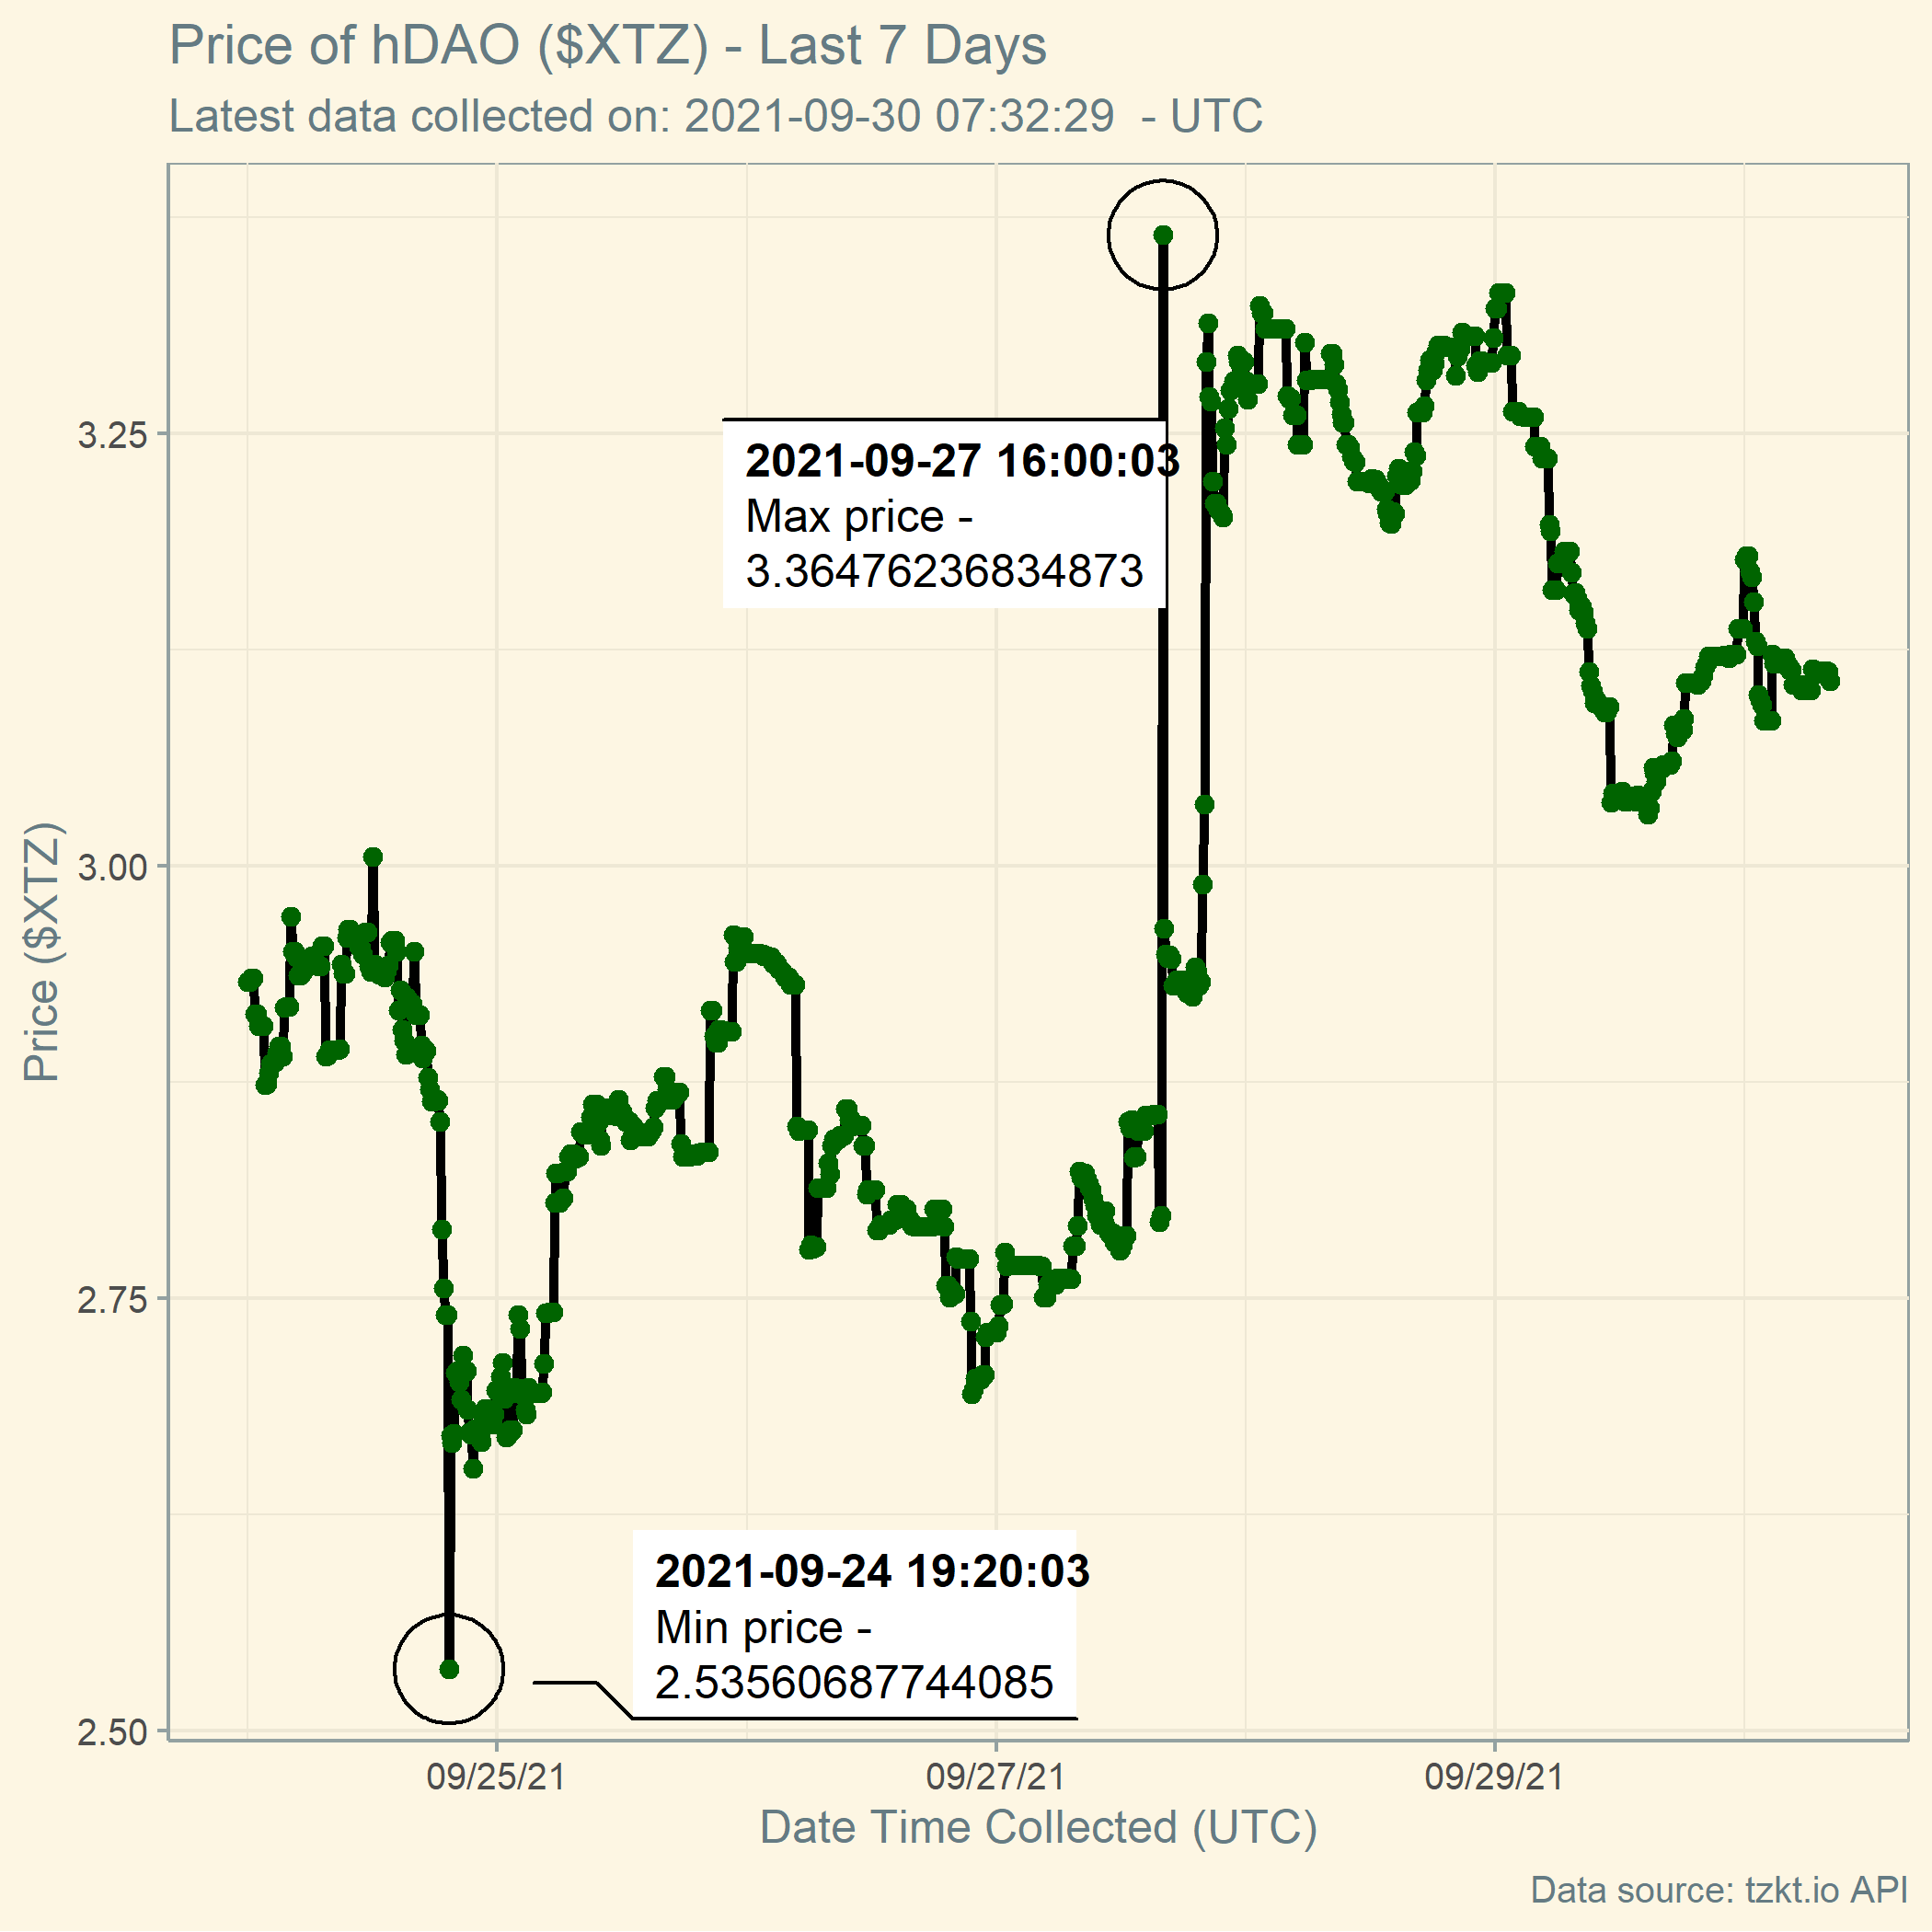 Price of hDAO ($XTZ) - Last 7 Days
Latest data collected on: 2021-09-30 07:32:29  - UTC
Price ($XTZ)
3.25
3.00
2.75
2.50
2021-09-27 16:00:03
Max price -
3.36476236834873
2021-09-24 19:20:03
Min price -
2.53560687744085
09/25/21
09/27/21
09/29/21
Date Time Collected (UTC)
Data source: tzkt.io API